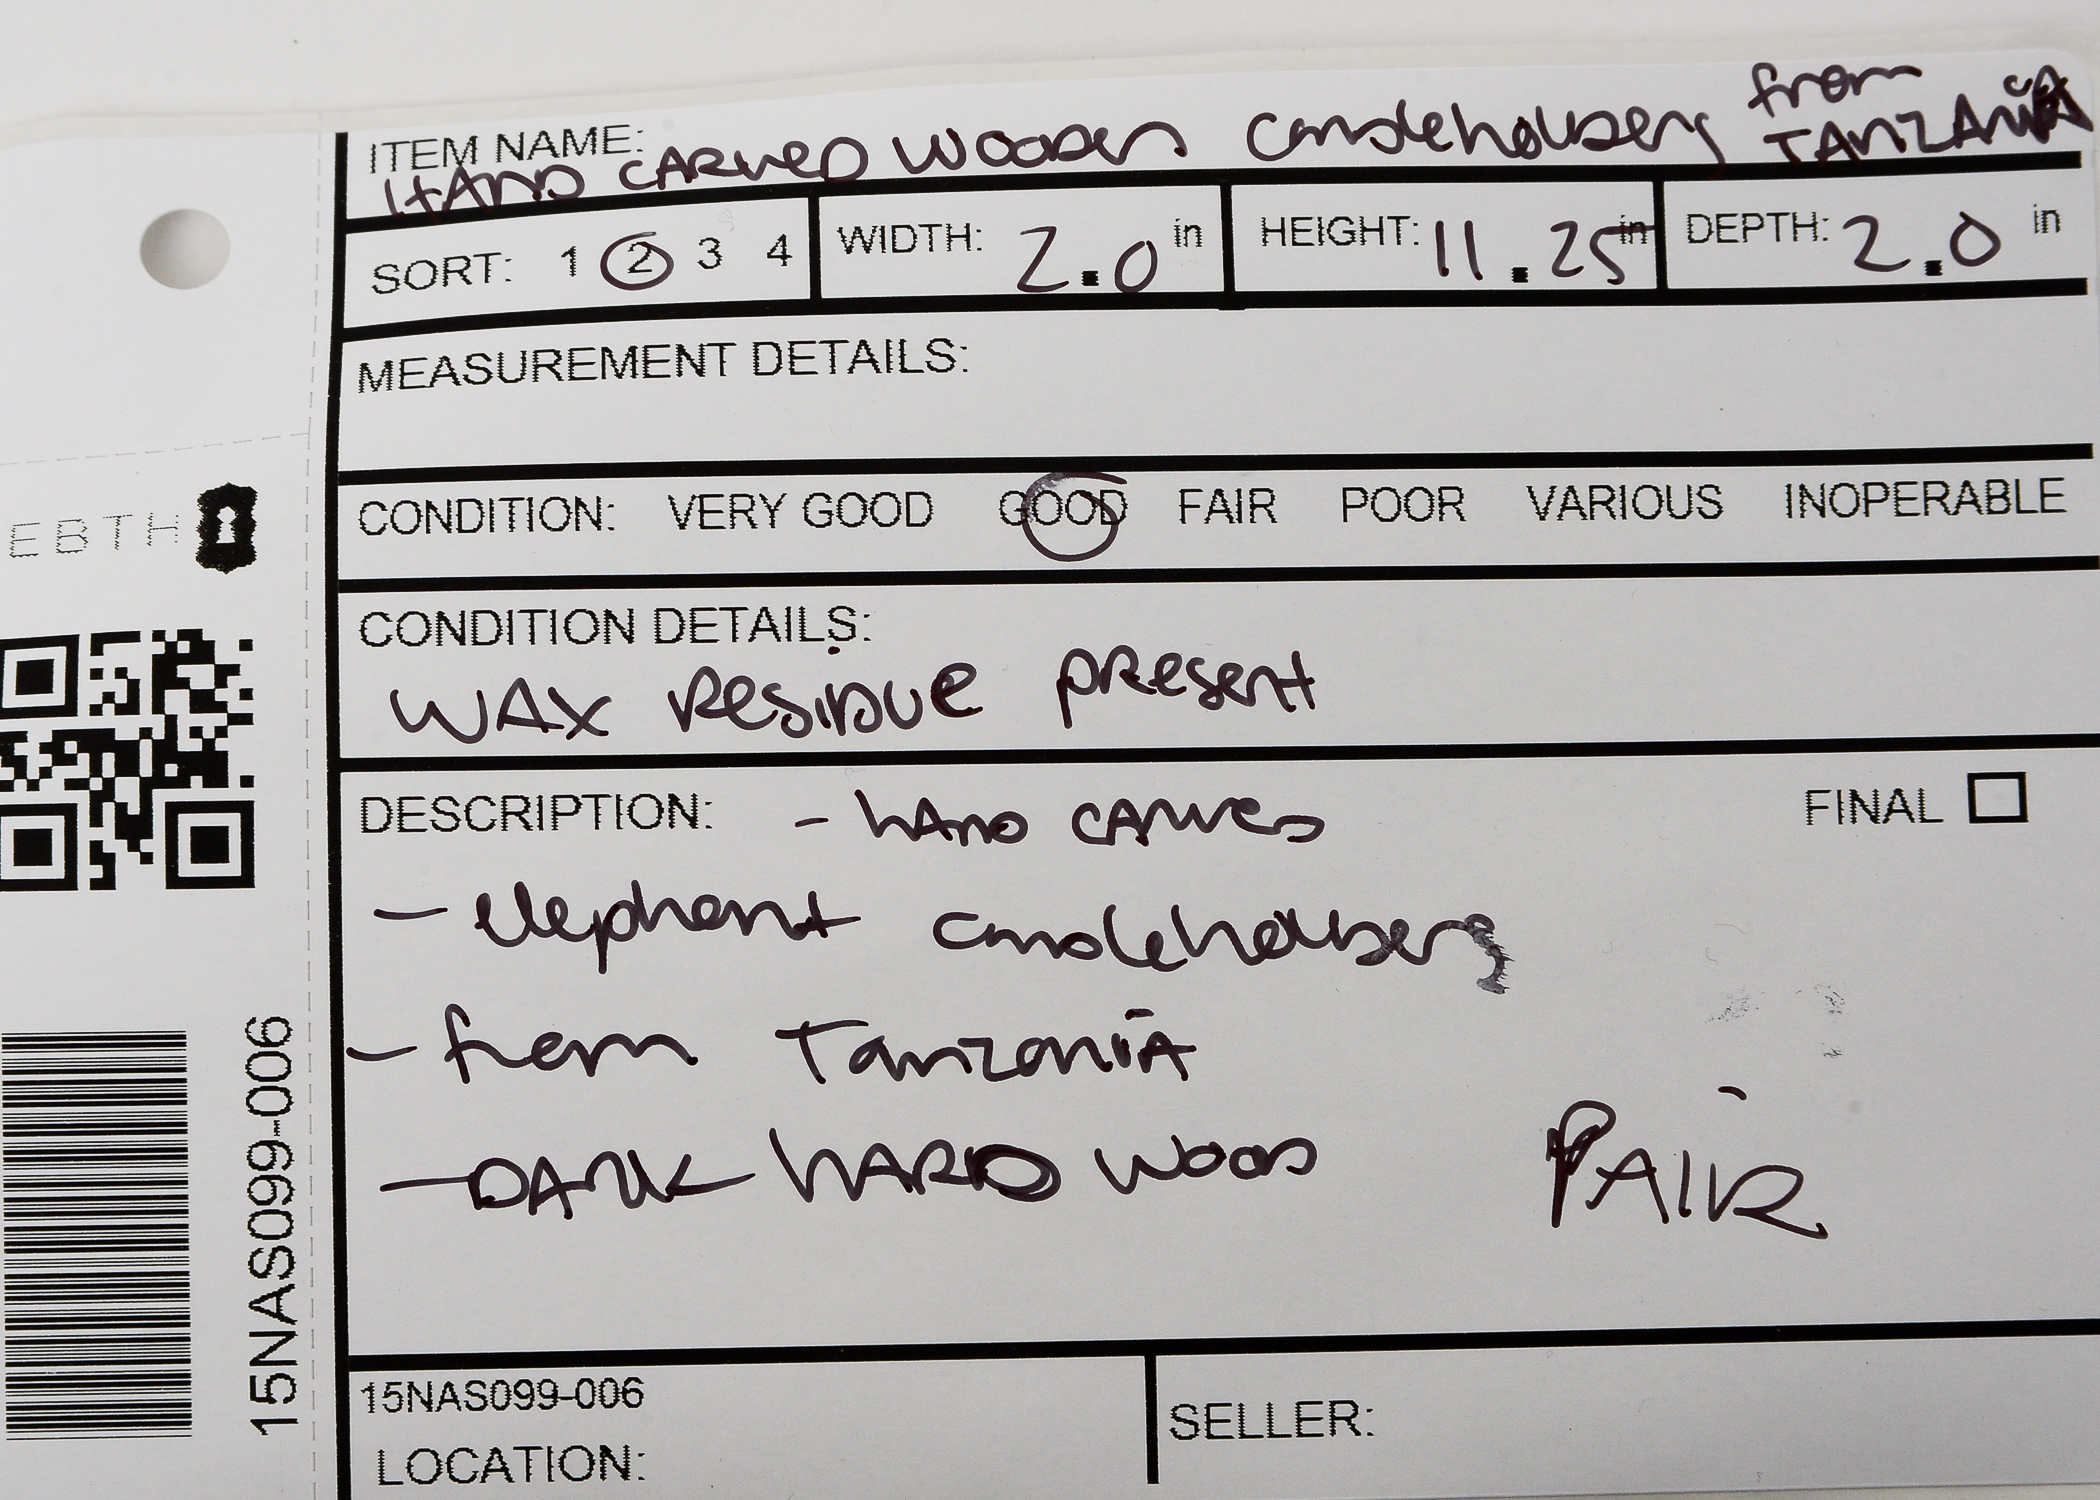 ITEM NAME:
HAND CARVED WOODEN candleholders from TANZANIA
SORT: 1 2 3 4 WIDTH: 2.0 in HEIGHT: 11.25 in DEPTH: 2.0 in
MEASUREMENT DETAILS:
CONDITION: VERY GOOD GOOD FAIR POOR VARIOUS INOPERABLE
CONDITION DETAILS:
WAX RESIDUE PRESENT
DESCRIPTION: - HAND CARVED FINAL
- elephant candleholders
- from TanzaniA
- DARK HARD WOOD PAIR
15NAS099-006
LOCATION:
SELLER:
EBTH
15NAS099-006